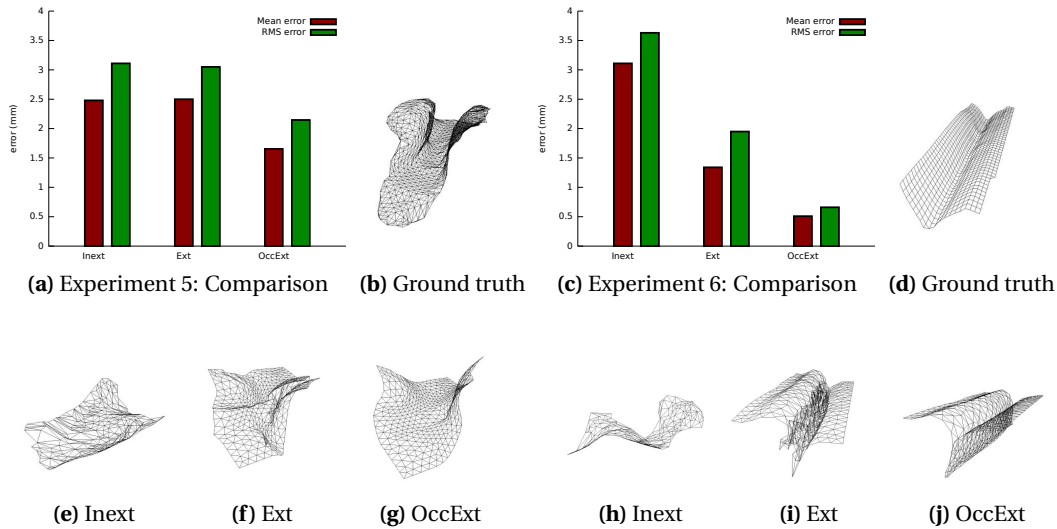 4
3.5
3
2.5
2
1.5
1
0.5
0
error (mm)
Mean error
RMS error
Inext
Ext
OccExt
(a) Experiment 5: Comparison
(b) Ground truth
4
3.5
3
2.5
2
1.5
1
0.5
0
error (mm)
Mean error
RMS error
Inext
Ext
OccExt
(c) Experiment 6: Comparison
(d) Ground truth
(e) Inext
(f) Ext
(g) OccExt
(h) Inext
(i) Ext
(j) OccExt